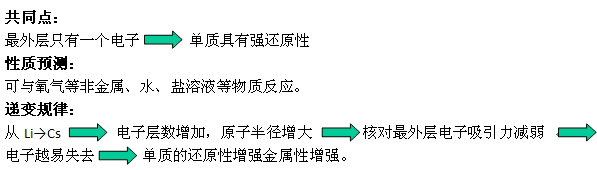 共同点：
最外层只有一个电子 单质具有强还原性
性质预测：
可与氧气等非金属、水、盐溶液等物质反应。
递变规律：
从 Li→Cs 电子层数增加，原子半径增大 核对最外层电子吸引力减弱
电子越易失去 单质的还原性增强金属性增强。